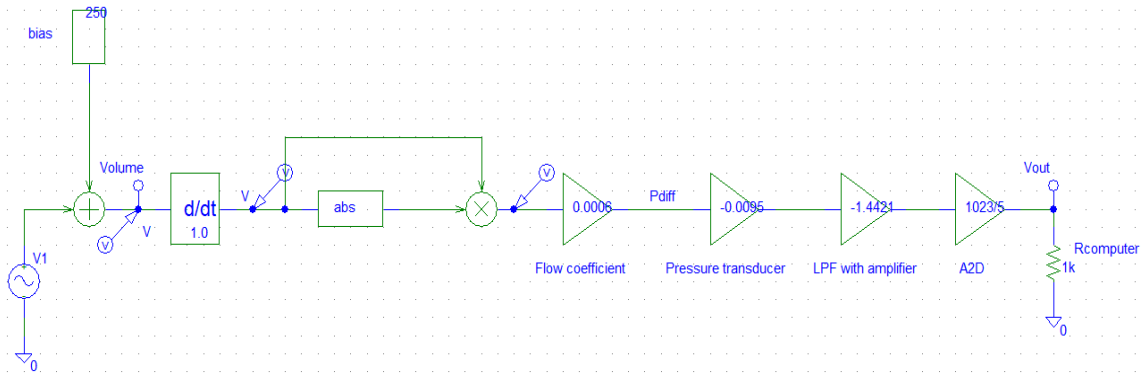 250
bias
Volume
V
V
V
V1
0
d/dt
1.0
V
V
abs
V
0.0006
Flow coefficient
Pdiff
-0.0095
Pressure transducer
-1.4421
LPF with amplifier
1023/5
A2D
Vout
Rcomputer
1k
0